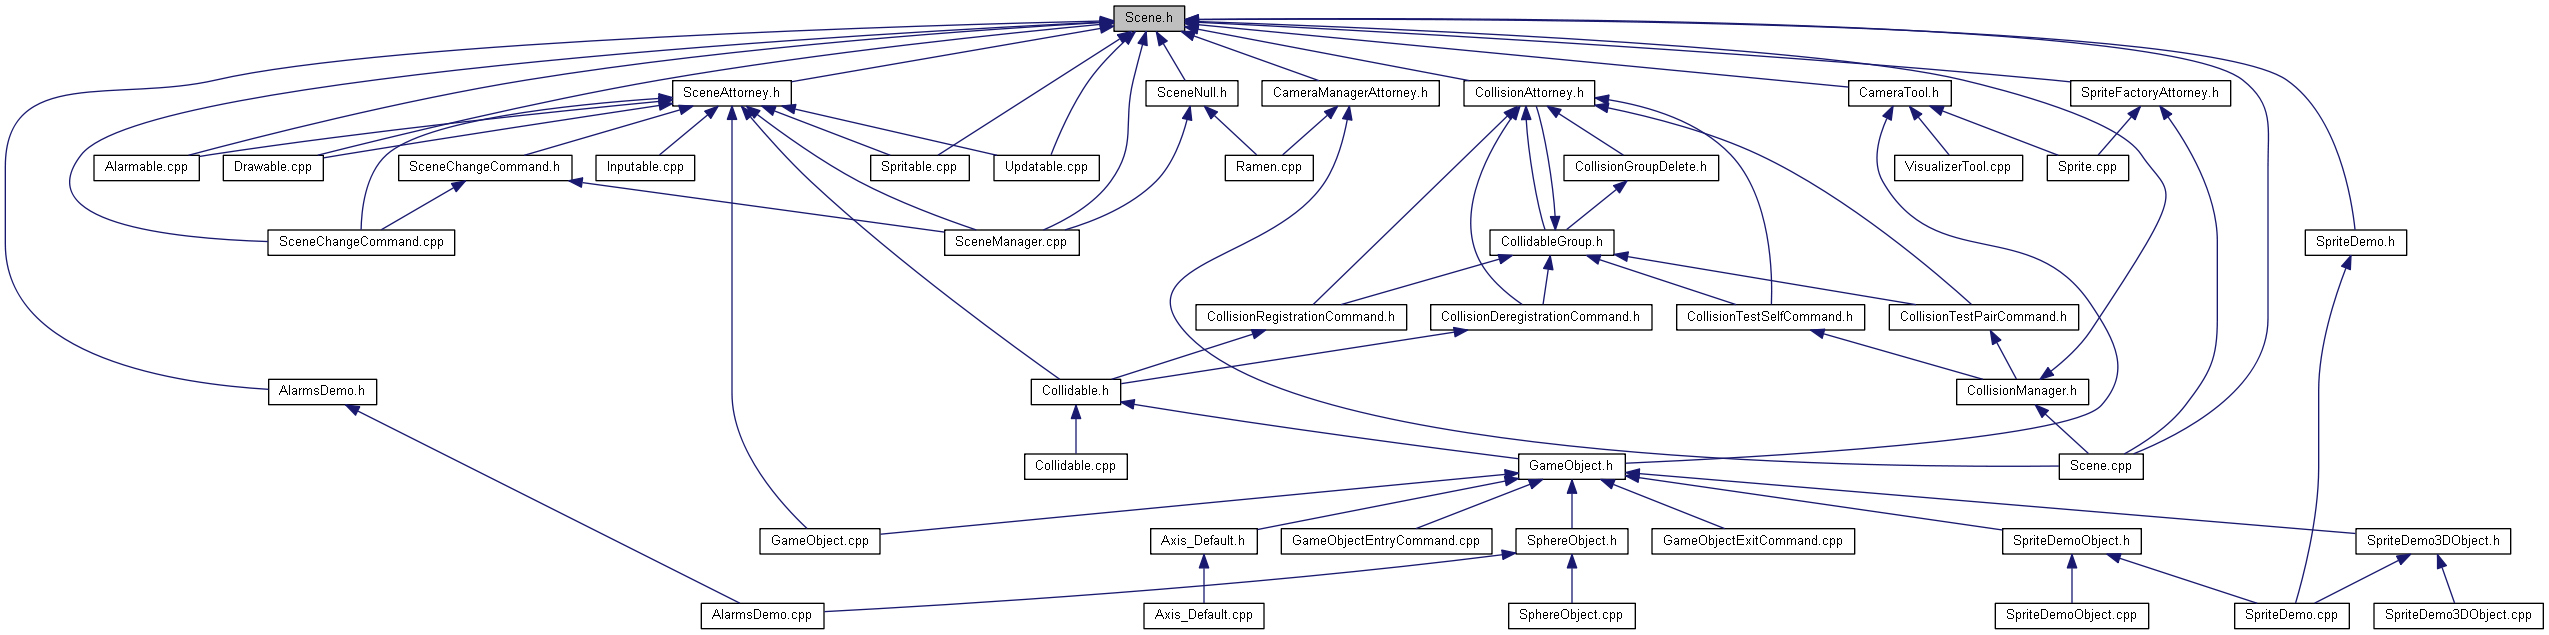 Scene.h
SceneAttorney.h
SceneNull.h
CameraManagerAttorney.h
CollisionAttorney.h
CameraTool.h
SpriteFactoryAttorney.h
Alarmable.cpp
Drawable.cpp
SceneChangeCommand.h
Inputable.cpp
Spritable.cpp
Updatable.cpp
Ramen.cpp
CollisionGroupDelete.h
VisualizerTool.cpp
Sprite.cpp
SceneChangeCommand.cpp
SceneManager.cpp
CollidableGroup.h
SpriteDemo.h
CollisionRegistrationCommand.h
CollisionDeregistrationCommand.h
CollisionTestSelfCommand.h
CollisionTestPairCommand.h
AlarmsDemo.h
Collidable.h
CollisionManager.h
Collidable.cpp
GameObject.h
Scene.cpp
GameObject.cpp
Axis_Default.h
GameObjectEntryCommand.cpp
SphereObject.h
GameObjectExitCommand.cpp
SpriteDemoObject.h
SpriteDemo3DObject.h
AlarmsDemo.cpp
Axis_Default.cpp
SphereObject.cpp
SpriteDemoObject.cpp
SpriteDemo.cpp
SpriteDemo3DObject.cpp